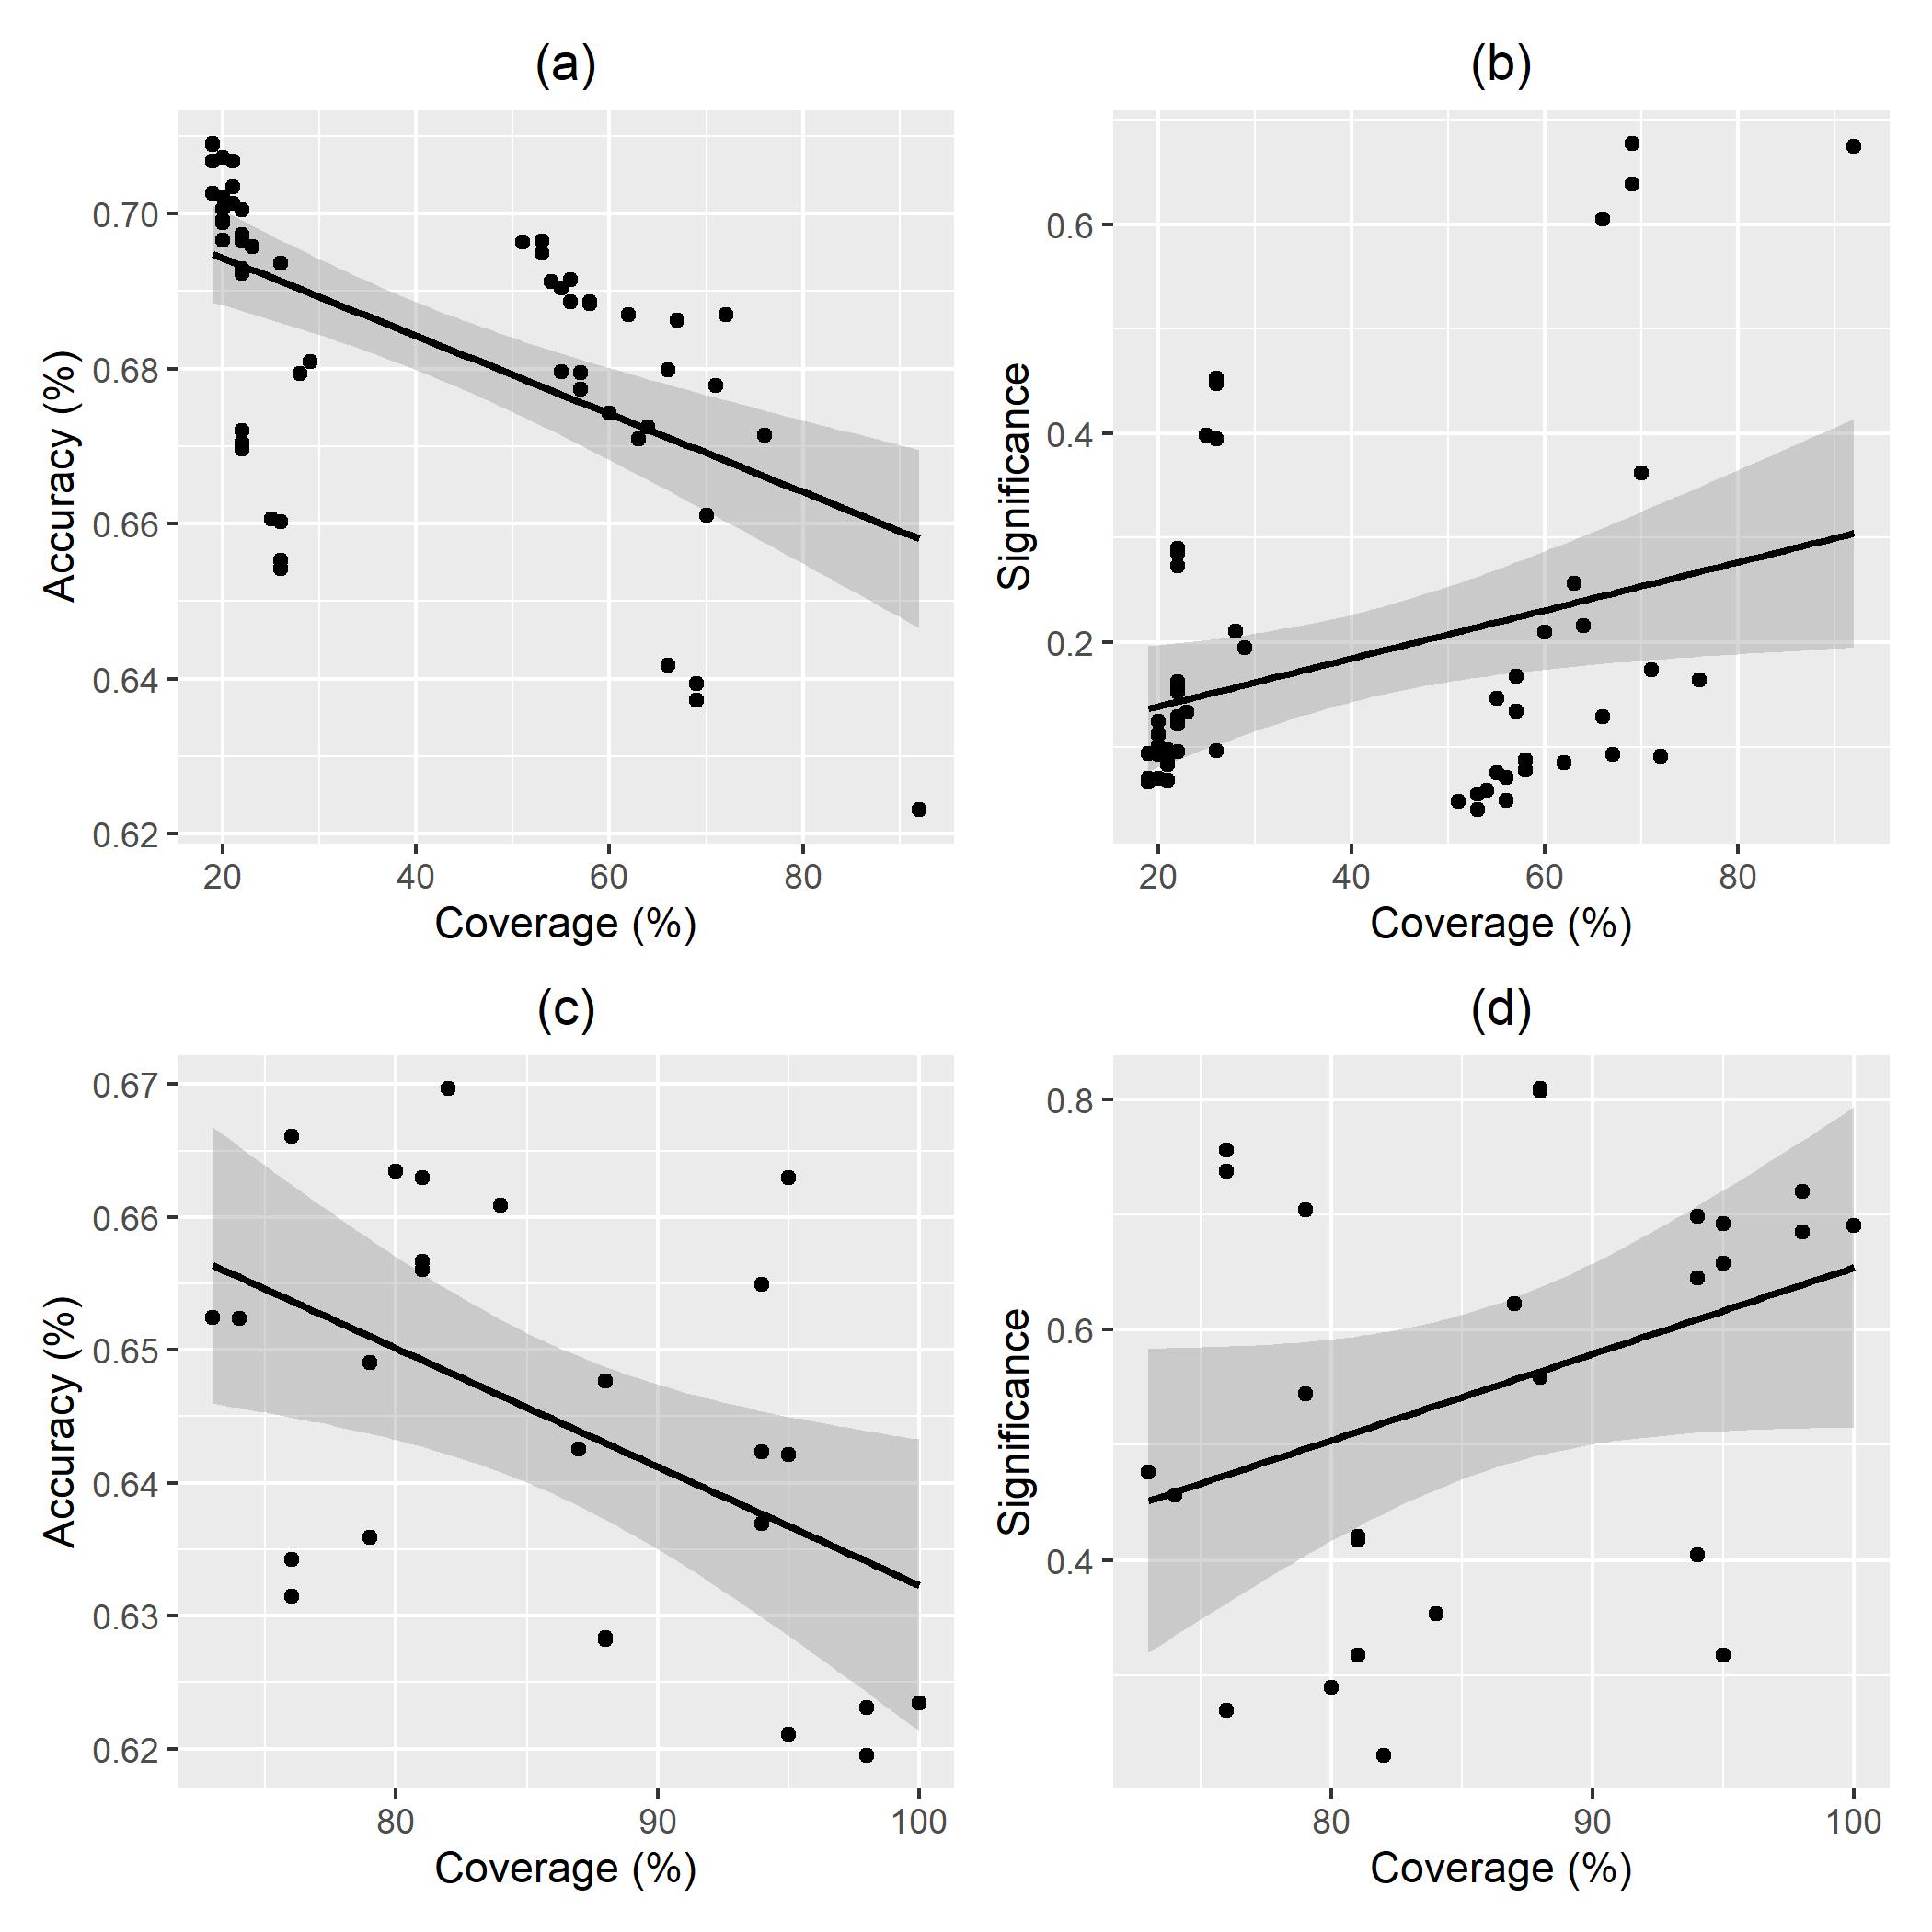 (a)
Accuracy (%)
0.70
0.68
0.66
0.64
0.62
20 40 60 80
Coverage (%)
(b)
Significance
0.6
0.4
0.2
20 40 60 80
Coverage (%)
(c)
Accuracy (%)
0.67
0.66
0.65
0.64
0.63
0.62
80 90 100
Coverage (%)
(d)
Significance
0.8
0.6
0.4
80 90 100
Coverage (%)